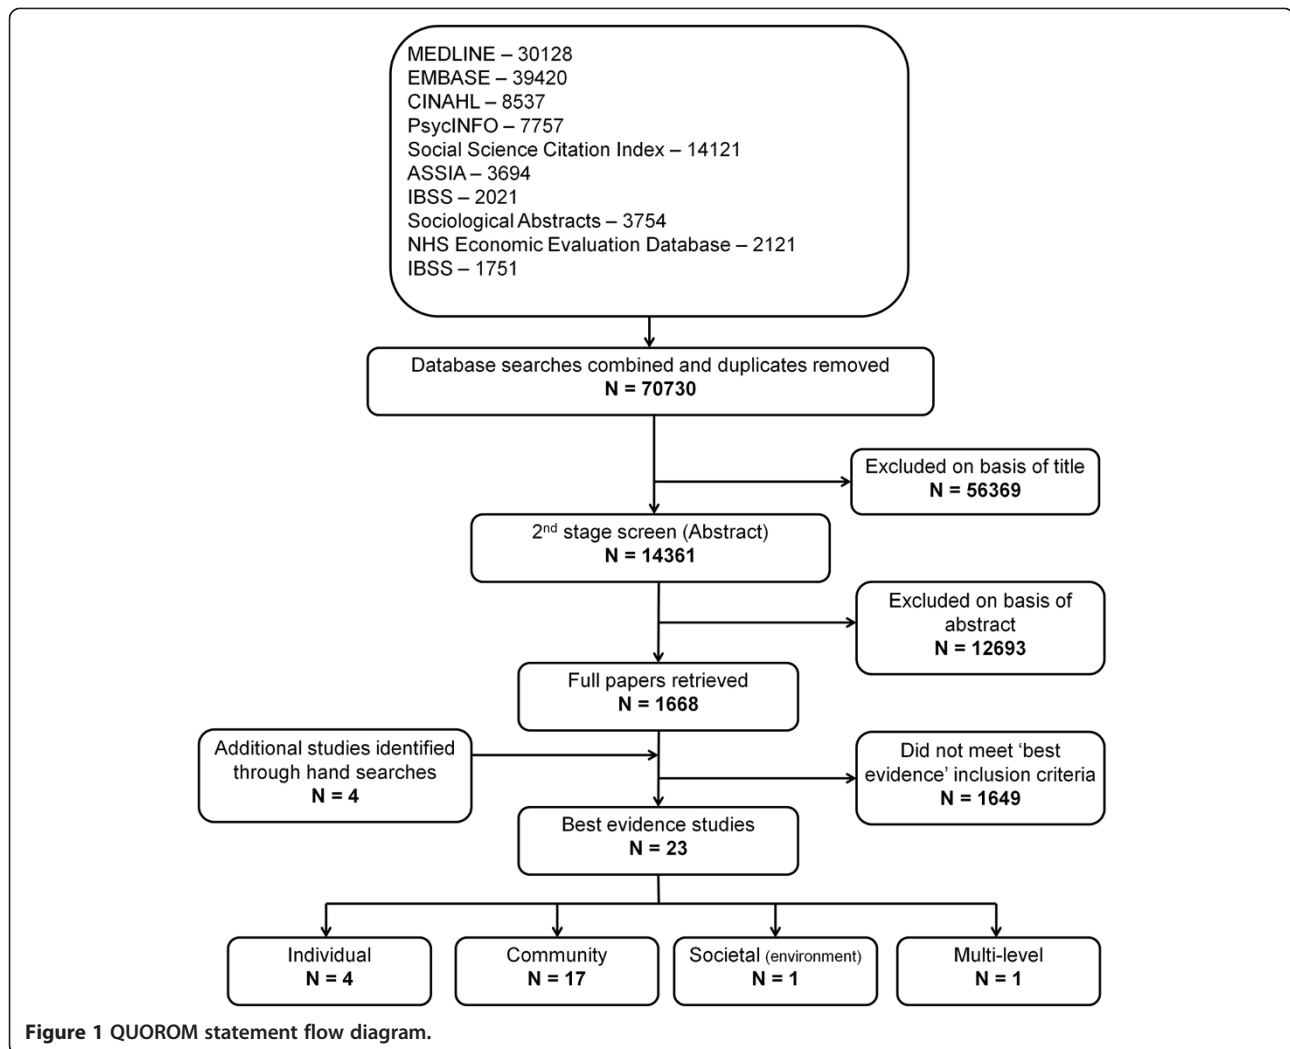 MEDLINE – 30128
EMBASE – 39420
CINAHL – 8537
PsycINFO – 7757
Social Science Citation Index – 14121
ASSIA – 3694
IBSS – 2021
Sociological Abstracts – 3754
NHS Economic Evaluation Database – 2121
IBSS – 1751
Database searches combined and duplicates removed
N = 70730
Excluded on basis of title
N = 56369
2nd stage screen (Abstract)
N = 14361
Excluded on basis of
abstract
N = 12693
Full papers retrieved
N = 1668
Additional studies identified
through hand searches
N = 4
Did not meet ‘best
evidence’ inclusion criteria
N = 1649
Best evidence studies
N = 23
Individual
N = 4
Community
N = 17
Societal (environment)
N = 1
Multi-level
N = 1
Figure 1 QUOROM statement flow diagram.